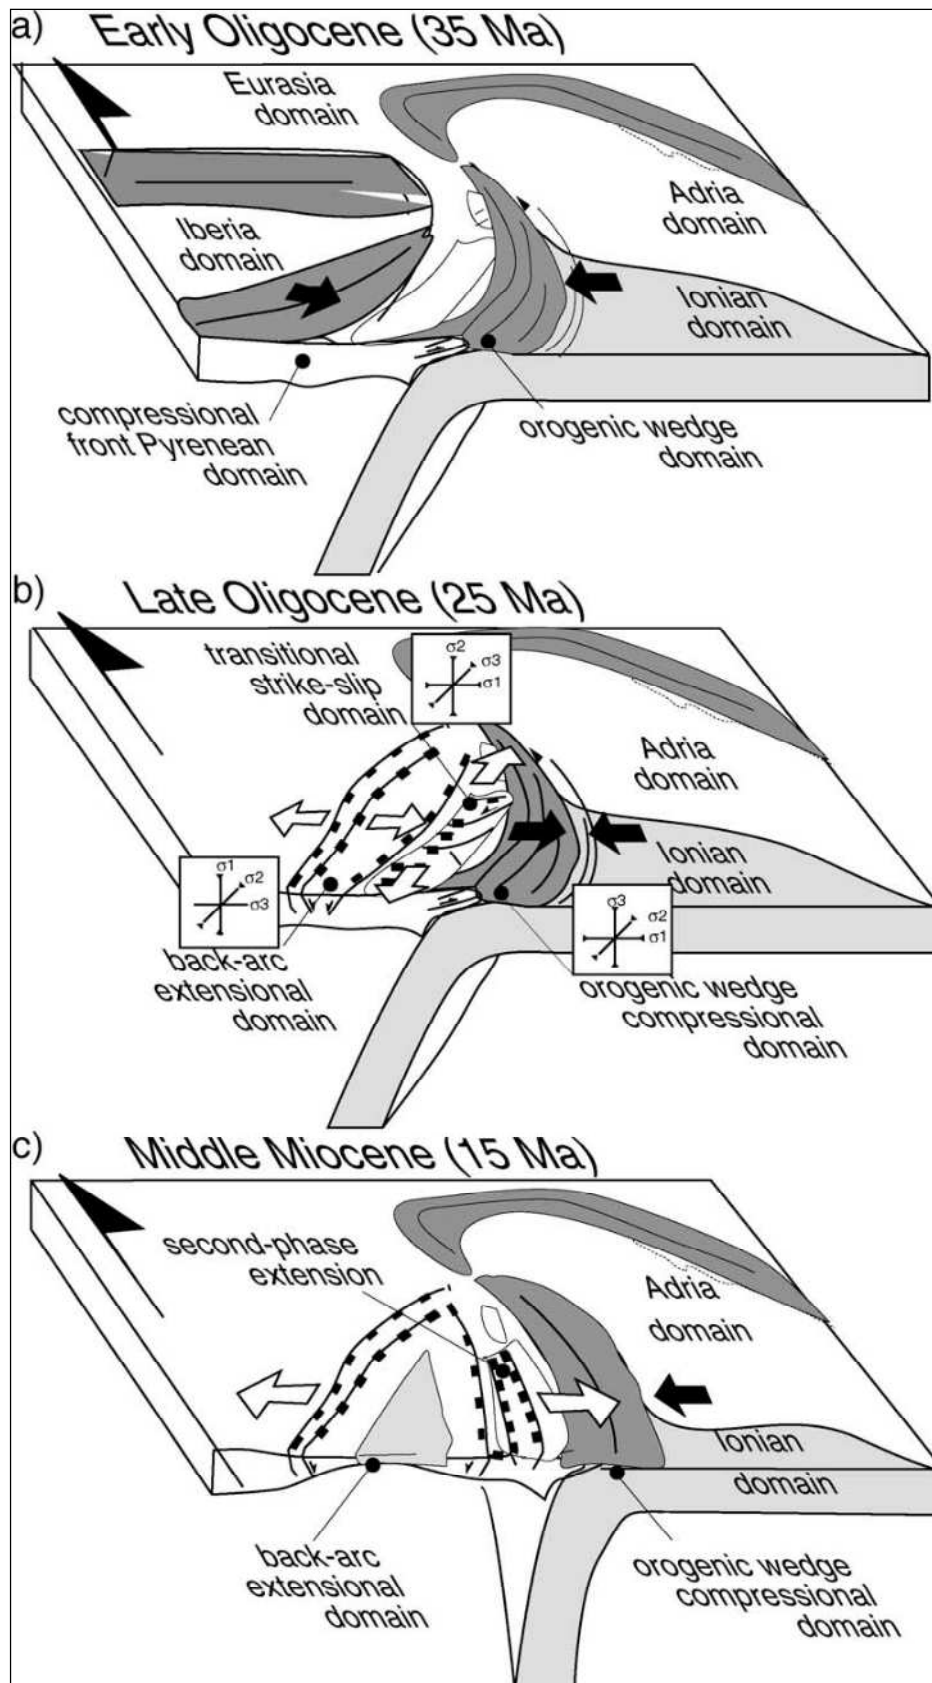 a) Early Oligocene (35 Ma)
Eurasia
domain
Adria
domain
Iberia
domain
Ionian
domain
compressional
front Pyrenean
domain
orogenic wedge
domain
b) Late Oligocene (25 Ma)
transitional
strike-slip
domain
σ2
σ3
σ1
Adria
domain
Ionian
domain
σ1
σ2
σ3
σ3
σ2
σ1
back-arc
extensional
domain
orogenic wedge
compressional
domain
c) Middle Miocene (15 Ma)
second-phase
extension
Adria
domain
Ionian
domain
back-arc
extensional
domain
orogenic wedge
compressional
domain